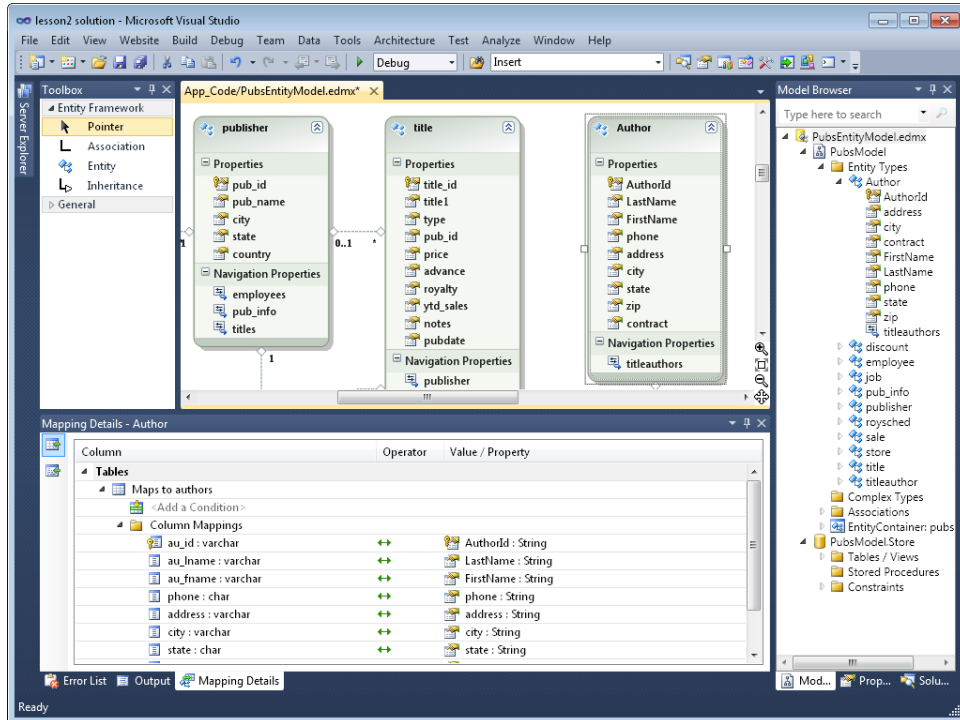 lesson2 solution - Microsoft Visual Studio
File Edit View Website Build Debug Team Data Tools Architecture Test Analyze Window Help
Debug Insert
Server Explorer
Toolbox
Entity Framework
Pointer
Association
Entity
Inheritance
General
App_Code/PubsEntityModel.edmx*
publisher
Properties
pub_id
pub_name
city
state
country
Navigation Properties
employees
pub_info
titles
1
0..1 *
1
title
Properties
title_id
title1
type
pub_id
price
advance
royalty
ytd_sales
notes
pubdate
Navigation Properties
publisher
Author
Properties
AuthorId
LastName
FirstName
phone
address
city
state
zip
contract
Navigation Properties
titleauthors
Model Browser
Type here to search
PubsEntityModel.edmx
PubsModel
Entity Types
Author
AuthorId
address
city
contract
FirstName
LastName
phone
state
zip
titleauthors
discount
employee
job
pub_info
publisher
roysched
sale
store
title
titleauthor
Complex Types
Associations
EntityContainer: pubs
PubsModel.Store
Tables / Views
Stored Procedures
Constraints
Mapping Details - Author
Column Operator Value / Property
Tables
Maps to authors
<Add a Condition>
Column Mappings
au_id : varchar AuthorId : String
au_lname : varchar LastName : String
au_fname : varchar FirstName : String
phone : char phone : String
address : varchar address : String
city : varchar city : String
state : char state : String
Error List Output Mapping Details
Mod... Prop... Solu...
Ready